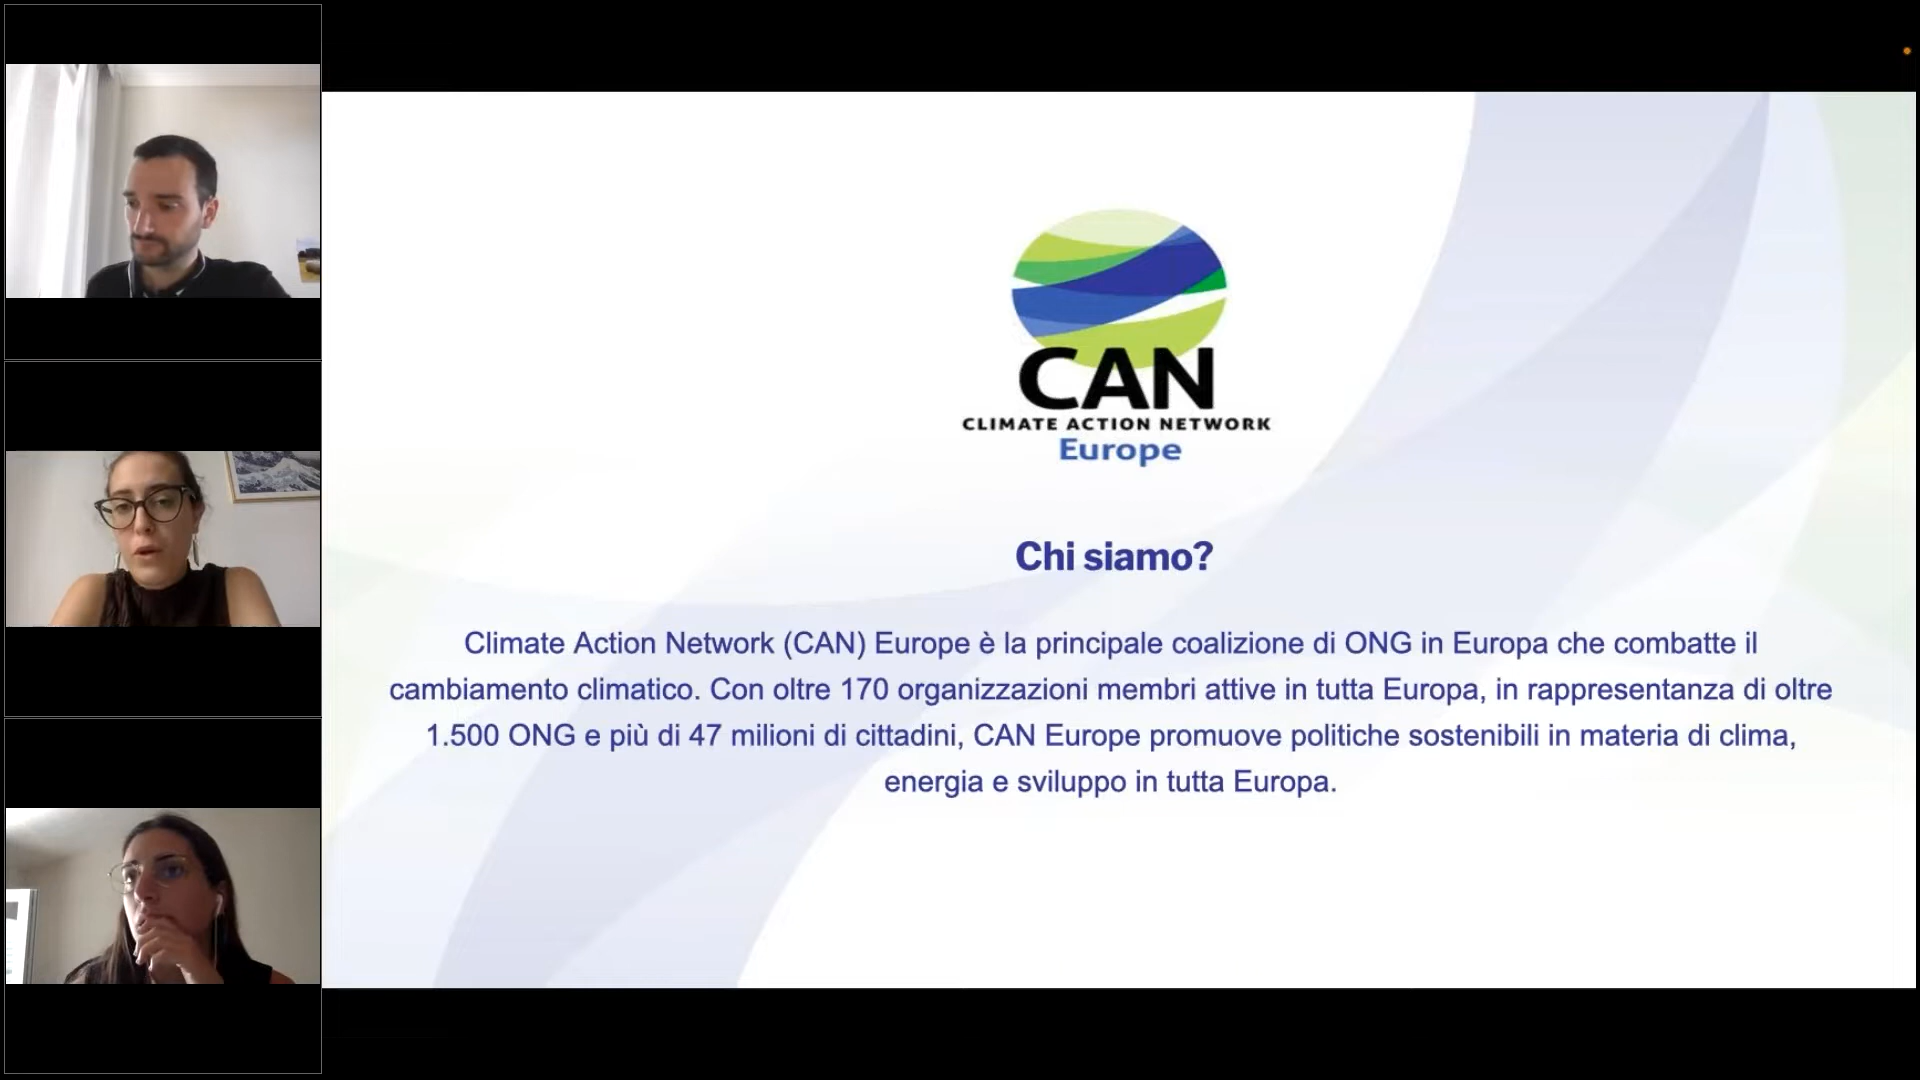 CAN
CLIMATE ACTION NETWORK
Europe
Chi siamo?
Climate Action Network (CAN) Europe è la principale coalizione di ONG in Europa che combatte il
cambiamento climatico. Con oltre 170 organizzazioni membri attive in tutta Europa, in rappresentanza di oltre
1.500 ONG e più di 47 milioni di cittadini, CAN Europe promuove politiche sostenibili in materia di clima,
energia e sviluppo in tutta Europa.